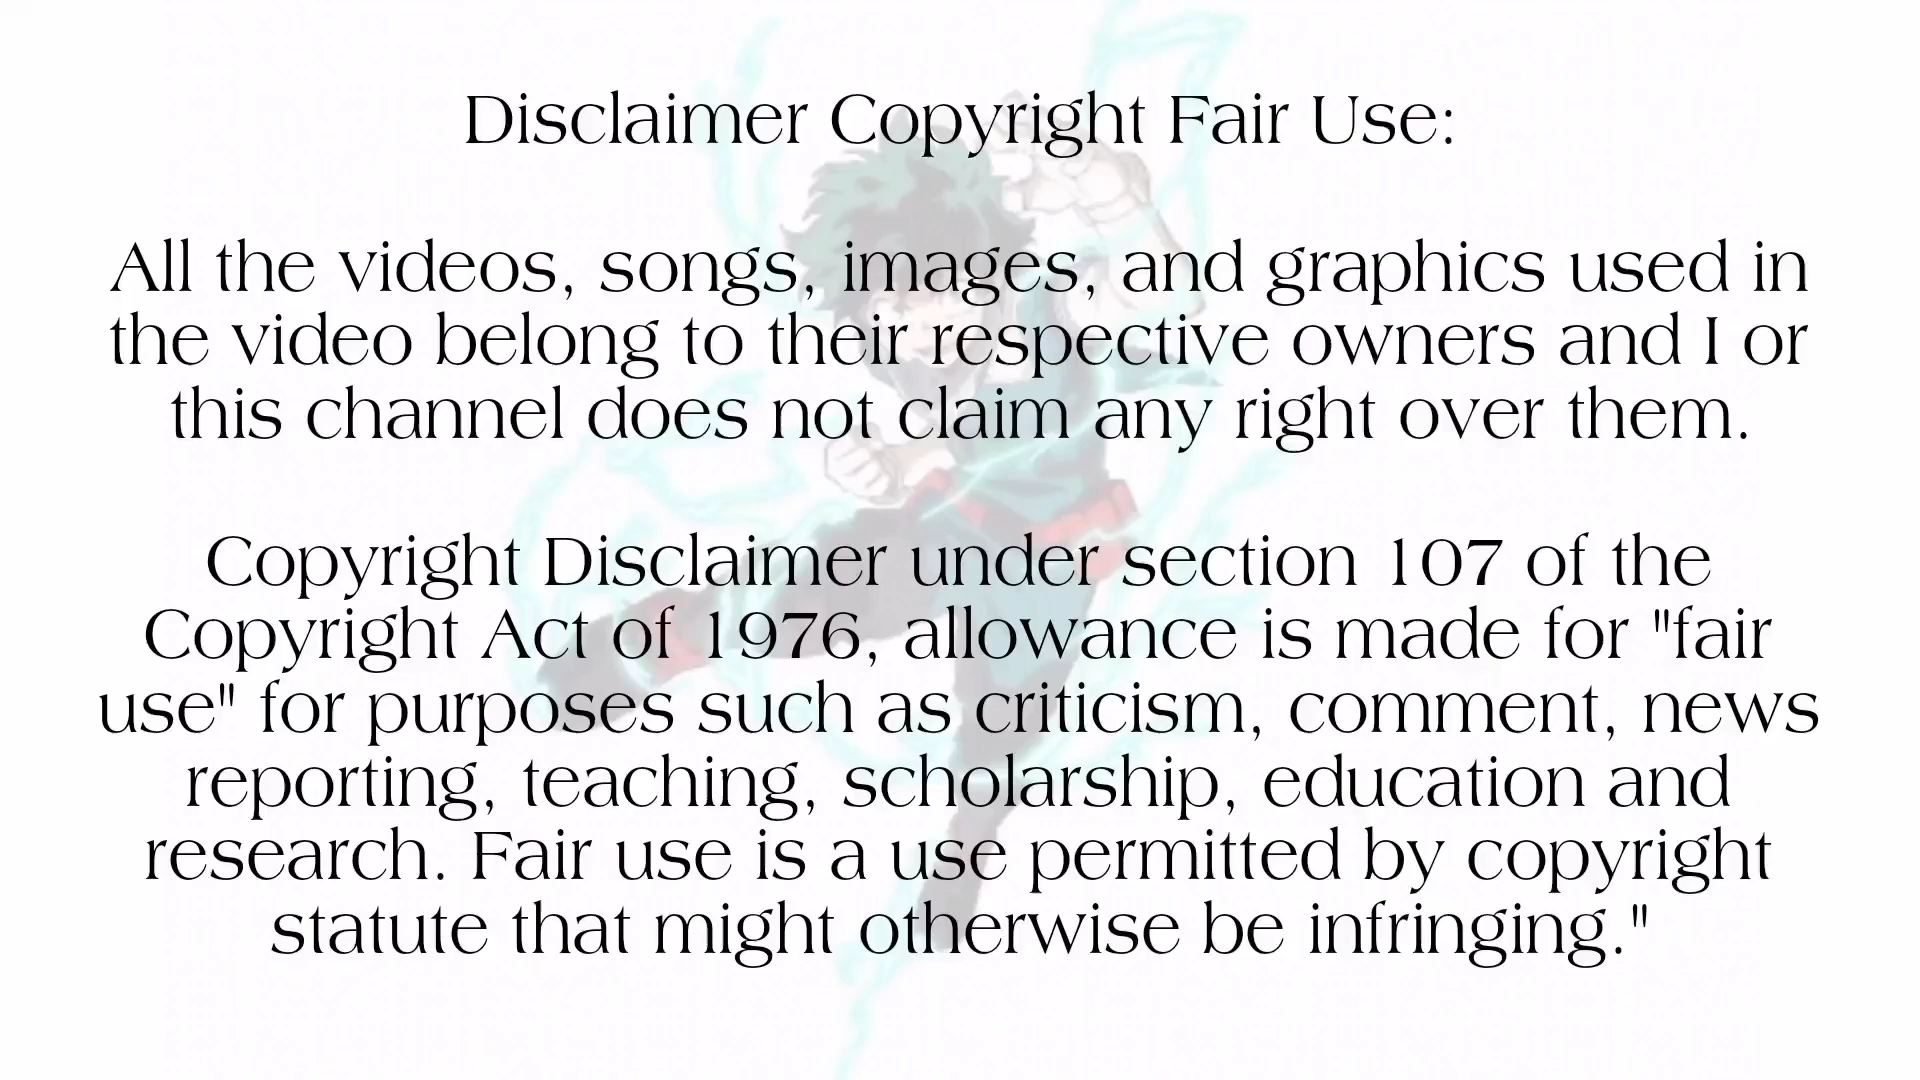 Disclaimer Copyright Fair Use:
All the videos, songs, images, and graphics used in
the video belong to their respective owners and I or
this channel does not claim any right over them.
Copyright Disclaimer under section 107 of the
Copyright Act of 1976, allowance is made for "fair
use" for purposes such as criticism, comment, news
reporting, teaching, scholarship, education and
research. Fair use is a use permitted by copyright
statute that might otherwise be infringing."